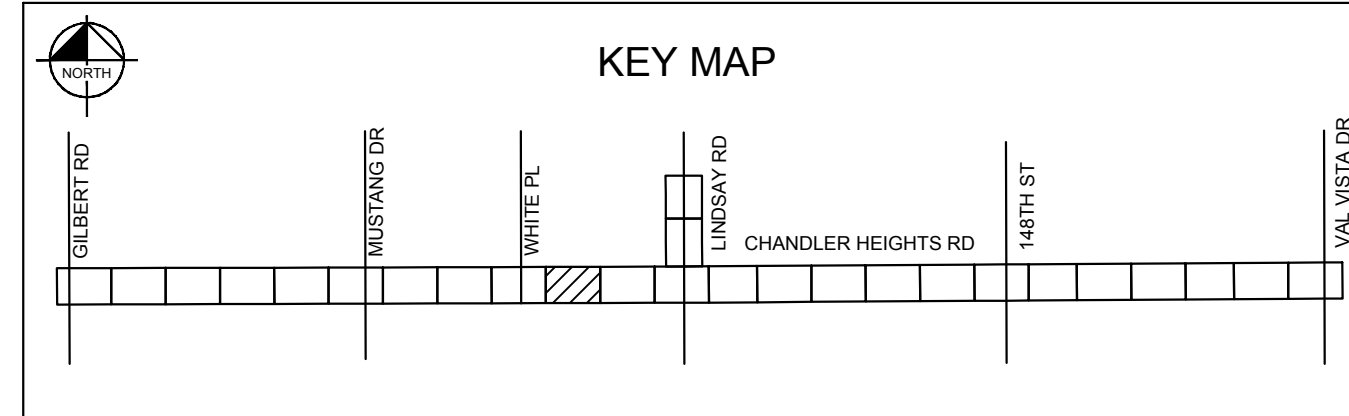 KEY MAP
NORTH
GILBERT RD
MUSTANG DR
WHITE PL
LINDSAY RD
CHANDLER HEIGHTS RD
148TH ST
VAL VISTA DR